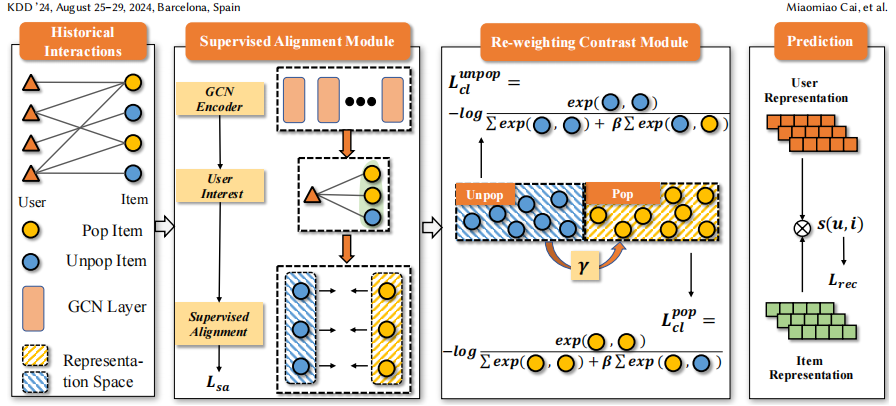 KDD '24, August 25–29, 2024, Barcelona, Spain
Miaomiao Cai, et al.
Historical
Interactions
User
Item
Pop Item
Unpop Item
GCN Layer
Representa-
tion Space
Supervised Alignment Module
GCN
Encoder
User
Interest
Supervised
Alignment
L_sa
Re-weighting Contrast Module
L_cl^unpop =
-log exp( , ) / ∑ exp( , ) + β ∑ exp( , )
Unpop
Pop
γ
L_cl^pop =
-log exp( , ) / ∑ exp( , ) + β ∑ exp ( , )
Prediction
User
Representation
⊗ s(u, i)
L_rec
Item
Representation